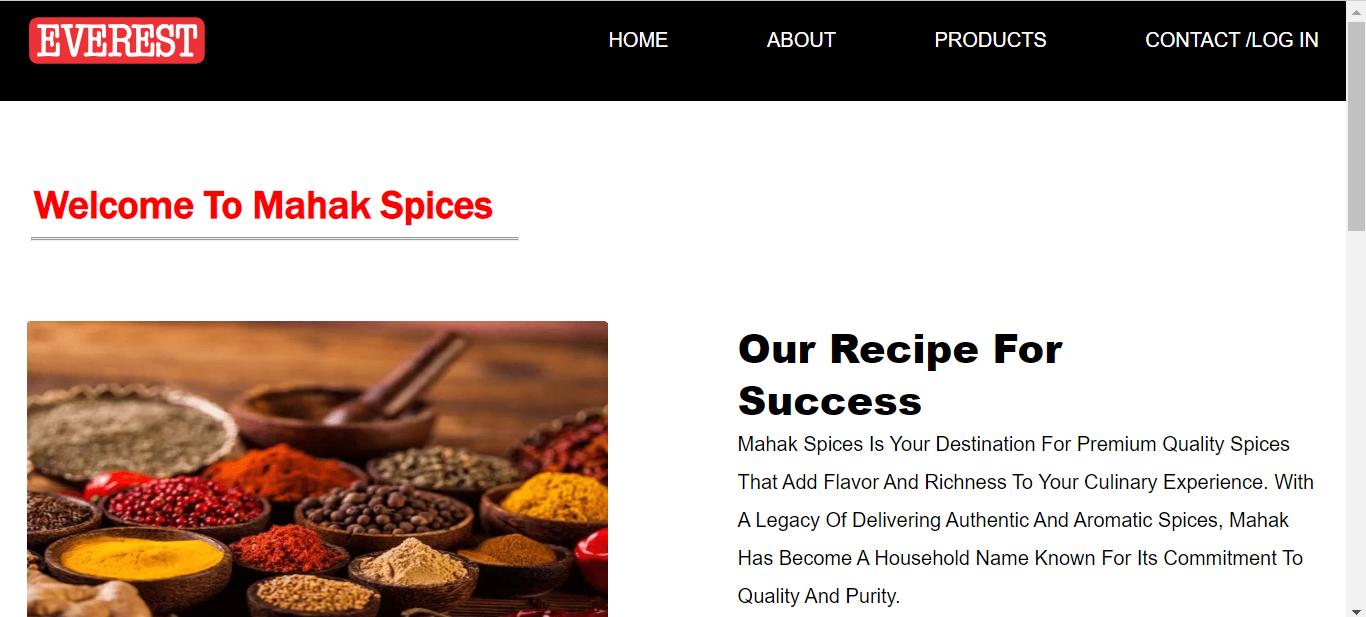 EVEREST
HOME ABOUT PRODUCTS CONTACT /LOG IN
Welcome To Mahak Spices
Our Recipe For
Success
Mahak Spices Is Your Destination For Premium Quality Spices
That Add Flavor And Richness To Your Culinary Experience. With
A Legacy Of Delivering Authentic And Aromatic Spices, Mahak
Has Become A Household Name Known For Its Commitment To
Quality And Purity.